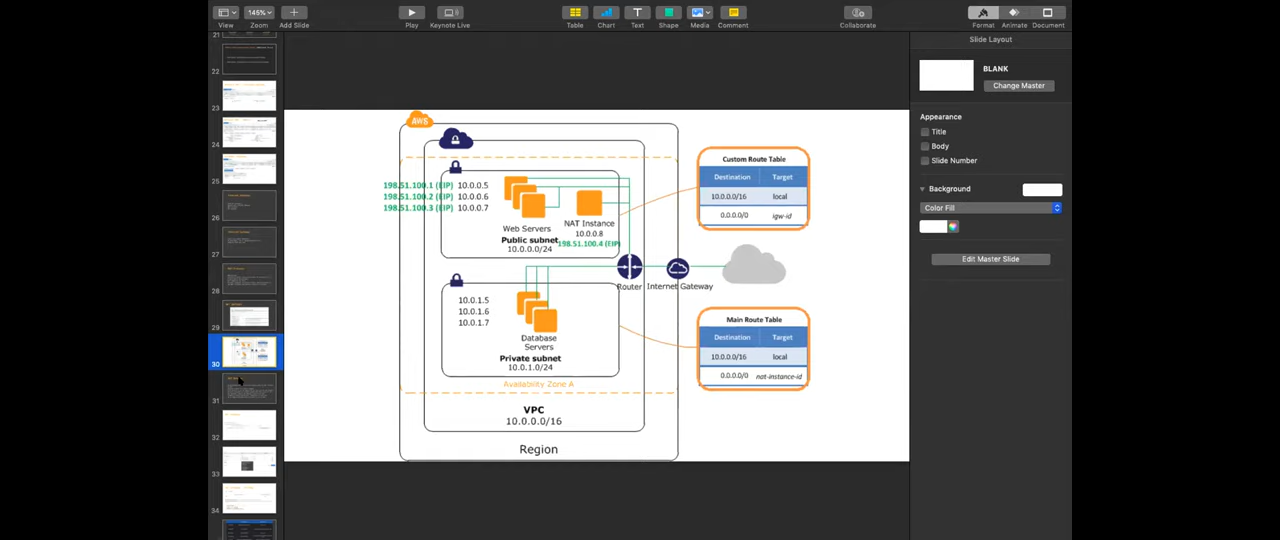 View
145%
Zoom
Add Slide
Play
Keynote Live
Table
Chart
Text
Shape
Media
Comment
Collaborate
Format
Animate
Document
21
22
23
24
25
26
27
28
29
30
31
32
33
34
AWS
198.51.100.1 (EIP) 10.0.0.5
198.51.100.2 (EIP) 10.0.0.6
198.51.100.3 (EIP) 10.0.0.7
Web Servers
NAT Instance
10.0.0.8
198.51.100.4 (EIP)
Public subnet
10.0.0.0/24
Router
Internet Gateway
10.0.1.5
10.0.1.6
10.0.1.7
Database
Servers
Private subnet
10.0.1.0/24
Availability Zone A
VPC
10.0.0.0/16
Region
Custom Route Table
Destination Target
10.0.0.0/16 local
0.0.0.0/0 igw-id
Main Route Table
Destination Target
10.0.0.0/16 local
0.0.0.0/0 nat-instance-id
Slide Layout
BLANK
Change Master
Appearance
Title
Body
Slide Number
Background
Color Fill
Edit Master Slide